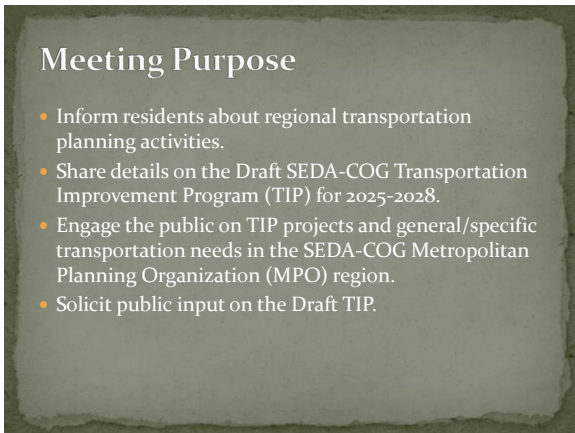 Meeting Purpose
• Inform residents about regional transportation
planning activities.
• Share details on the Draft SEDA-COG Transportation
Improvement Program (TIP) for 2025-2028.
• Engage the public on TIP projects and general/specific
transportation needs in the SEDA-COG Metropolitan
Planning Organization (MPO) region.
• Solicit public input on the Draft TIP.